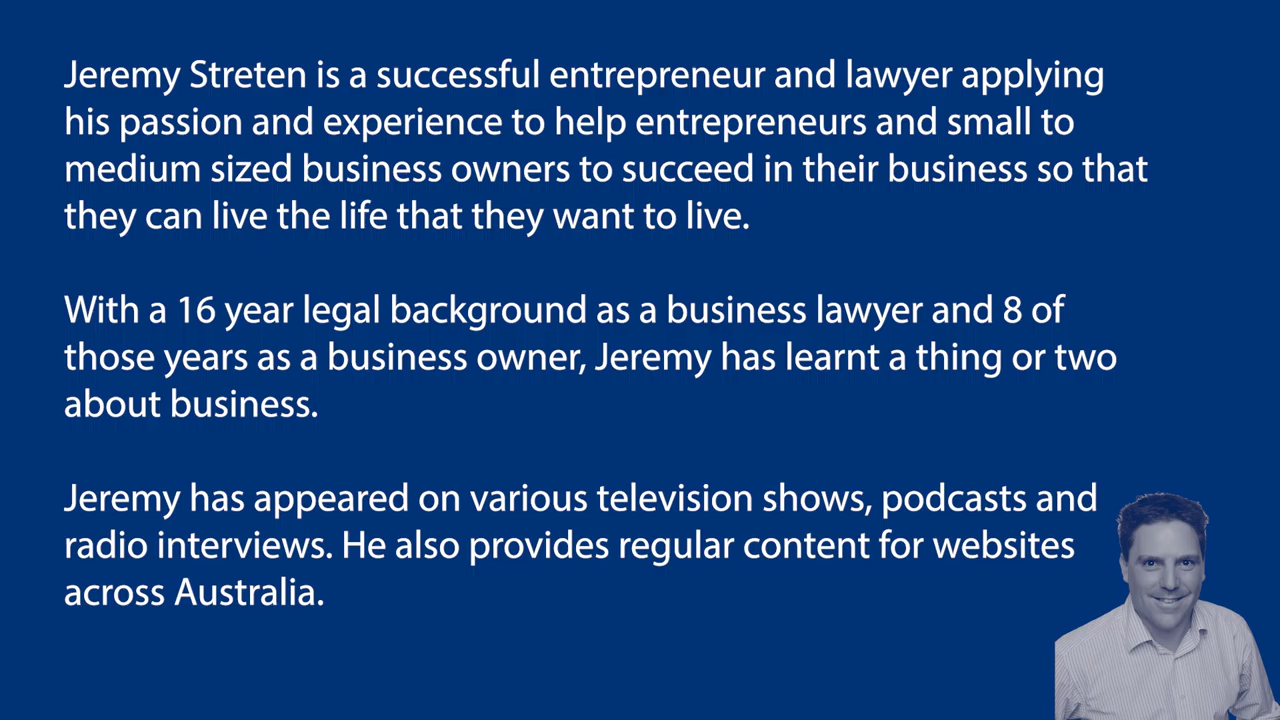 Jeremy Streten is a successful entrepreneur and lawyer applying
his passion and experience to help entrepreneurs and small to
medium sized business owners to succeed in their business so that
they can live the life that they want to live.
With a 16 year legal background as a business lawyer and 8 of
those years as a business owner, Jeremy has learnt a thing or two
about business.
Jeremy has appeared on various television shows, podcasts and
radio interviews. He also provides regular content for websites
across Australia.